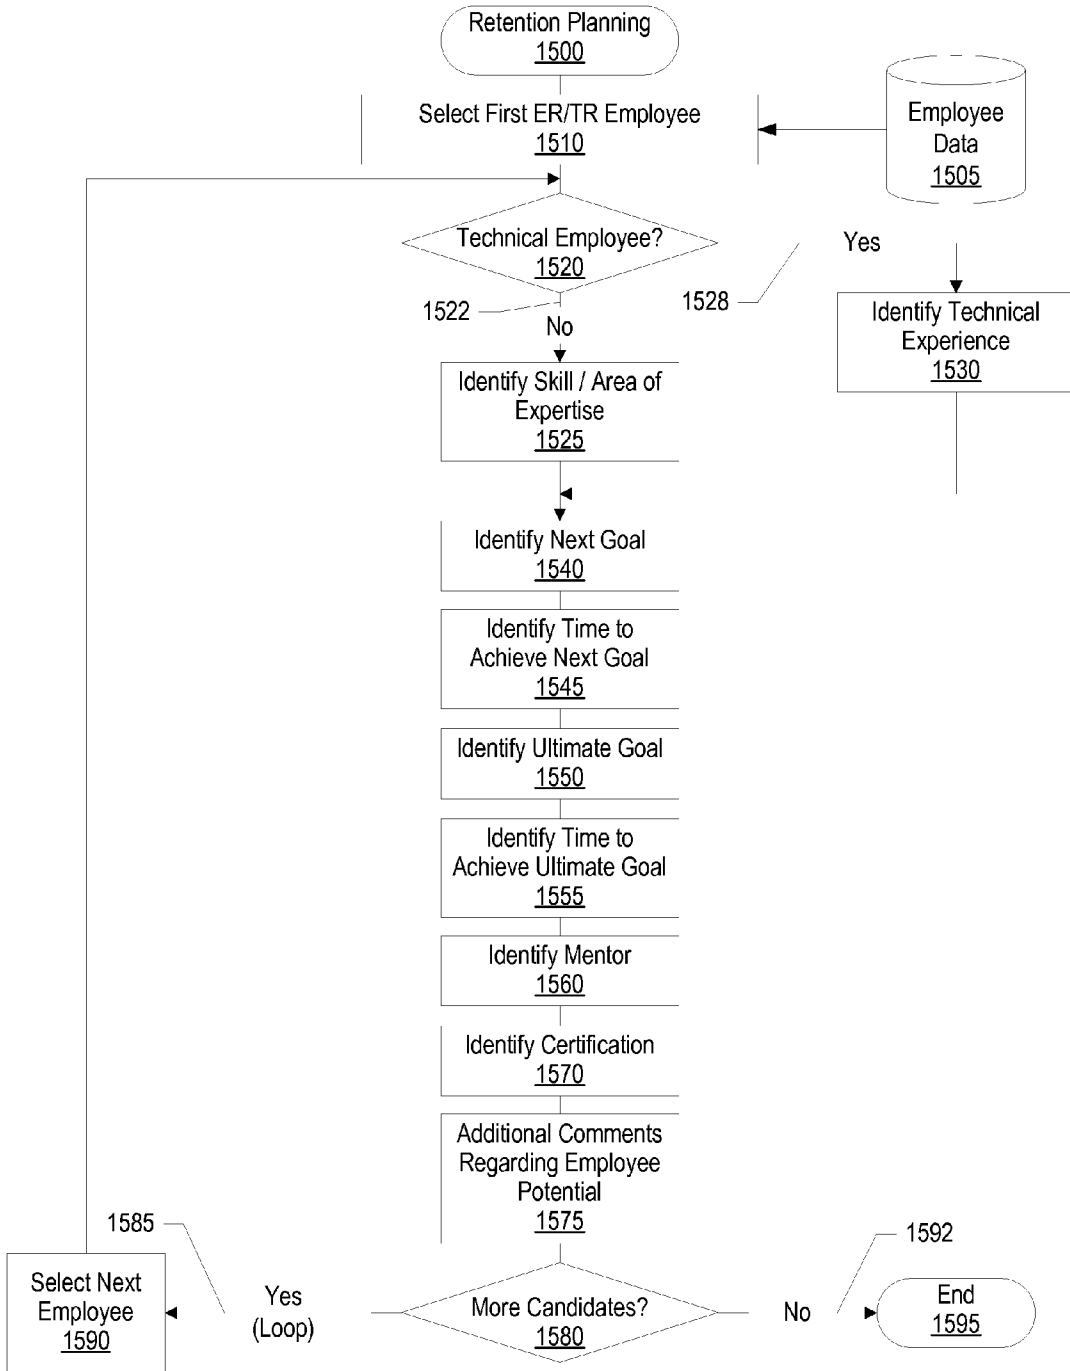 Retention Planning
1500
Select First ER/TR Employee
1510
Employee
Data
1505
Technical Employee?
1520
1522
No
1528
Yes
Identify Technical
Experience
1530
Identify Skill / Area of
Expertise
1525
Identify Next Goal
1540
Identify Time to
Achieve Next Goal
1545
Identify Ultimate Goal
1550
Identify Time to
Achieve Ultimate Goal
1555
Identify Mentor
1560
Identify Certification
1570
Additional Comments
Regarding Employee
Potential
1575
More Candidates?
1580
1585
Yes
(Loop)
Select Next
Employee
1590
1592
No
End
1595